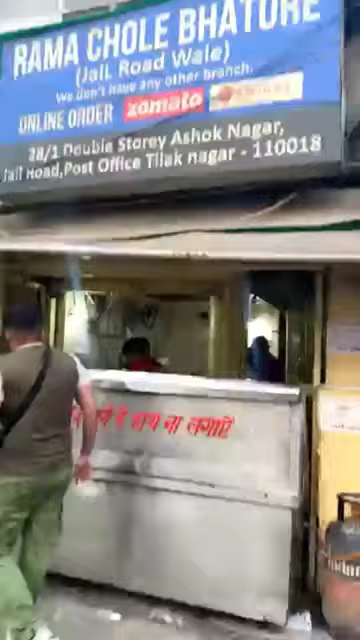 RAMA CHOLE BHATURE
(Jail Road Wale)
We don't have any other branch.
ONLINE ORDER zomato
28/1 Double Storey Ashok Nagar,
Jail Road,Post Office Tilak nagar - 110018
हाथ ना लगाऐं